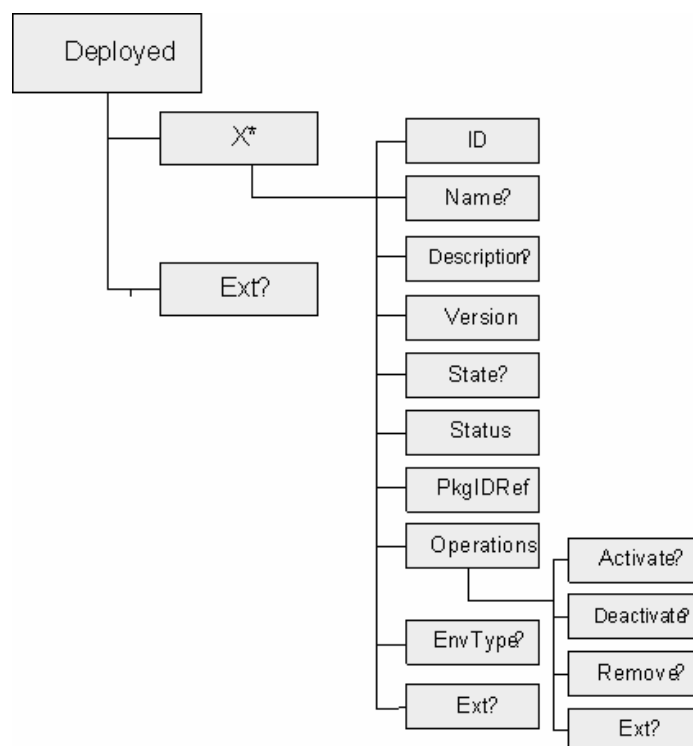 Deployed
X*
Ext?
ID
Name?
Description?
Version
State?
Status
PkgIDRef
Operations
EnvType?
Ext?
Activate?
Deactivate?
Remove?
Ext?